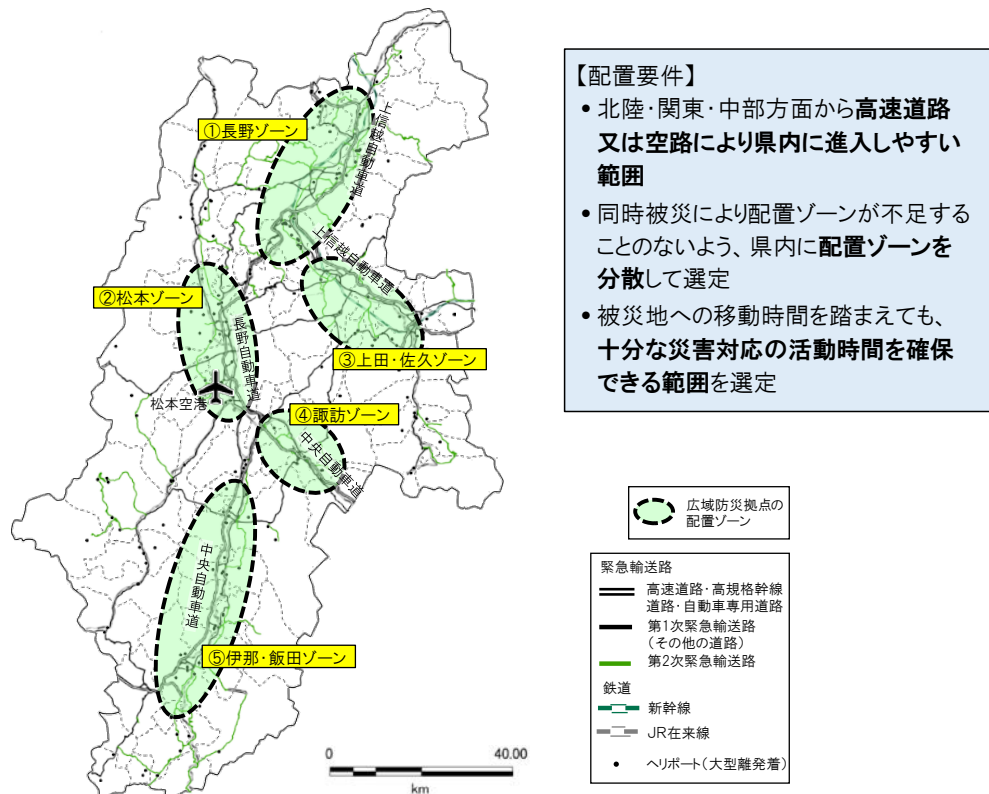 ①長野ゾーン
上信越自動車道
上信越自動車道
②松本ゾーン
長野自動車道
③上田・佐久ゾーン
松本空港
④諏訪ゾーン
中央自動車道
中央自動車道
⑤伊那・飯田ゾーン
0
40.00
km
【配置要件】
• 北陸・関東・中部方面から高速道路
又は空路により県内に進入しやすい
範囲
• 同時被災により配置ゾーンが不足する
ことのないよう、県内に配置ゾーンを
分散して選定
• 被災地への移動時間を踏まえても、
十分な災害対応の活動時間を確保
できる範囲を選定
広域防災拠点の
配置ゾーン
緊急輸送路
高速道路・高規格幹線
道路・自動車専用道路
第1次緊急輸送路
(その他の道路)
第2次緊急輸送路
鉄道
新幹線
JR在来線
ヘリポート(大型離発着)